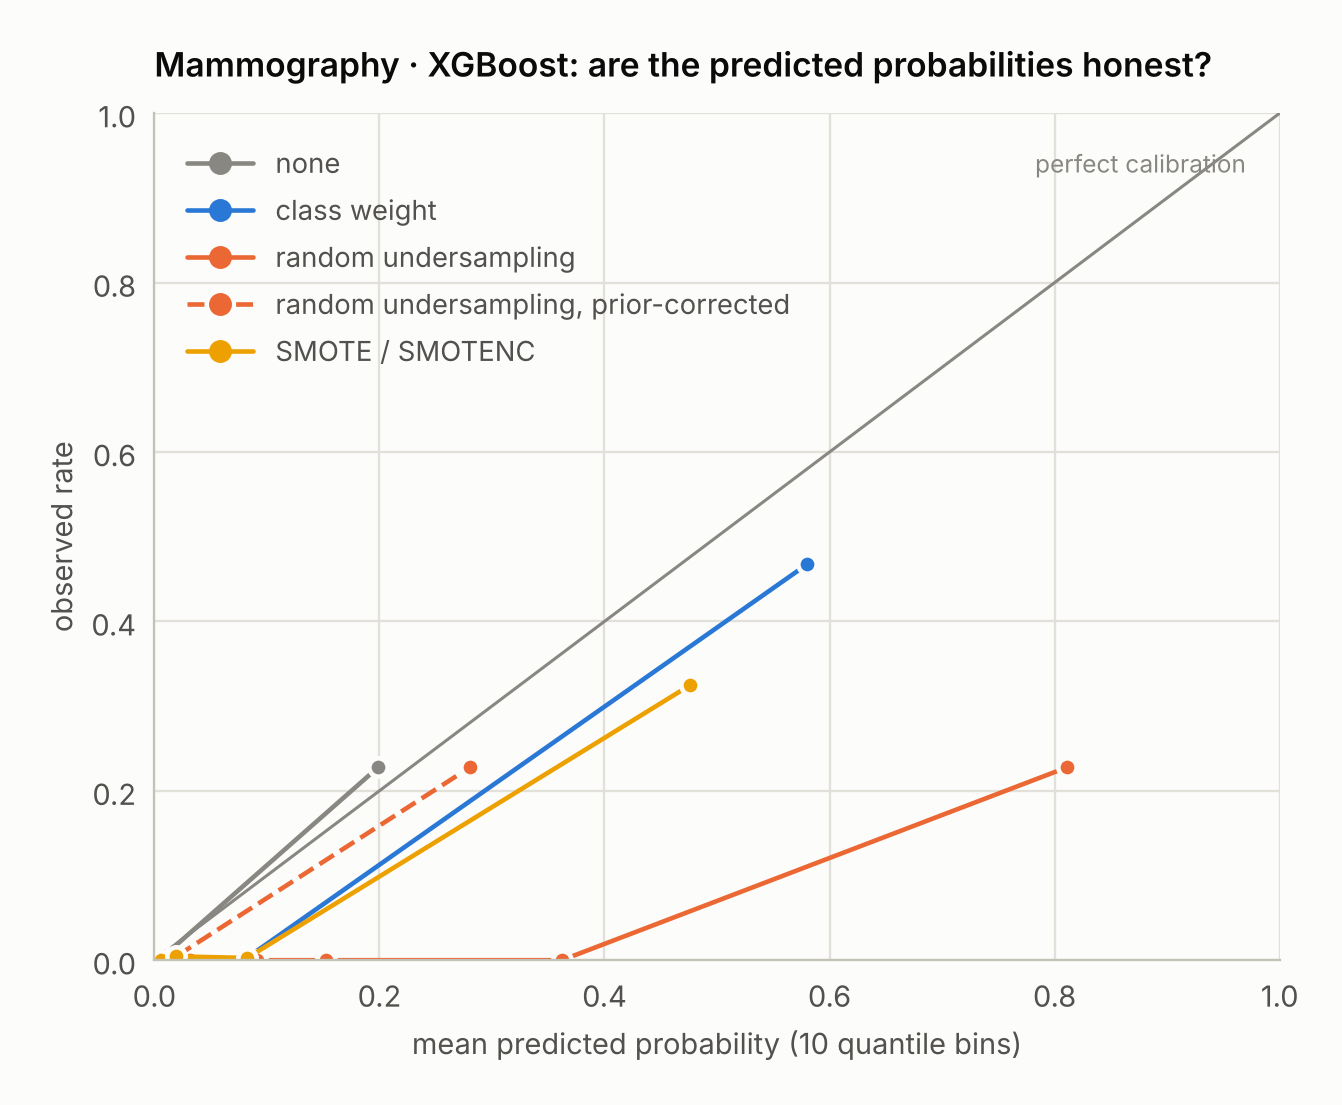 Mammography · XGBoost: are the predicted probabilities honest?
1.0
perfect calibration
none
class weight
random undersampling
0.8
random undersampling, prior-corrected
SMOTE / SMOTENC
0.6
observed rate
0.4
0.2
0.0
0.0 0.2 0.4 0.6 0.8 1.0
mean predicted probability (10 quantile bins)